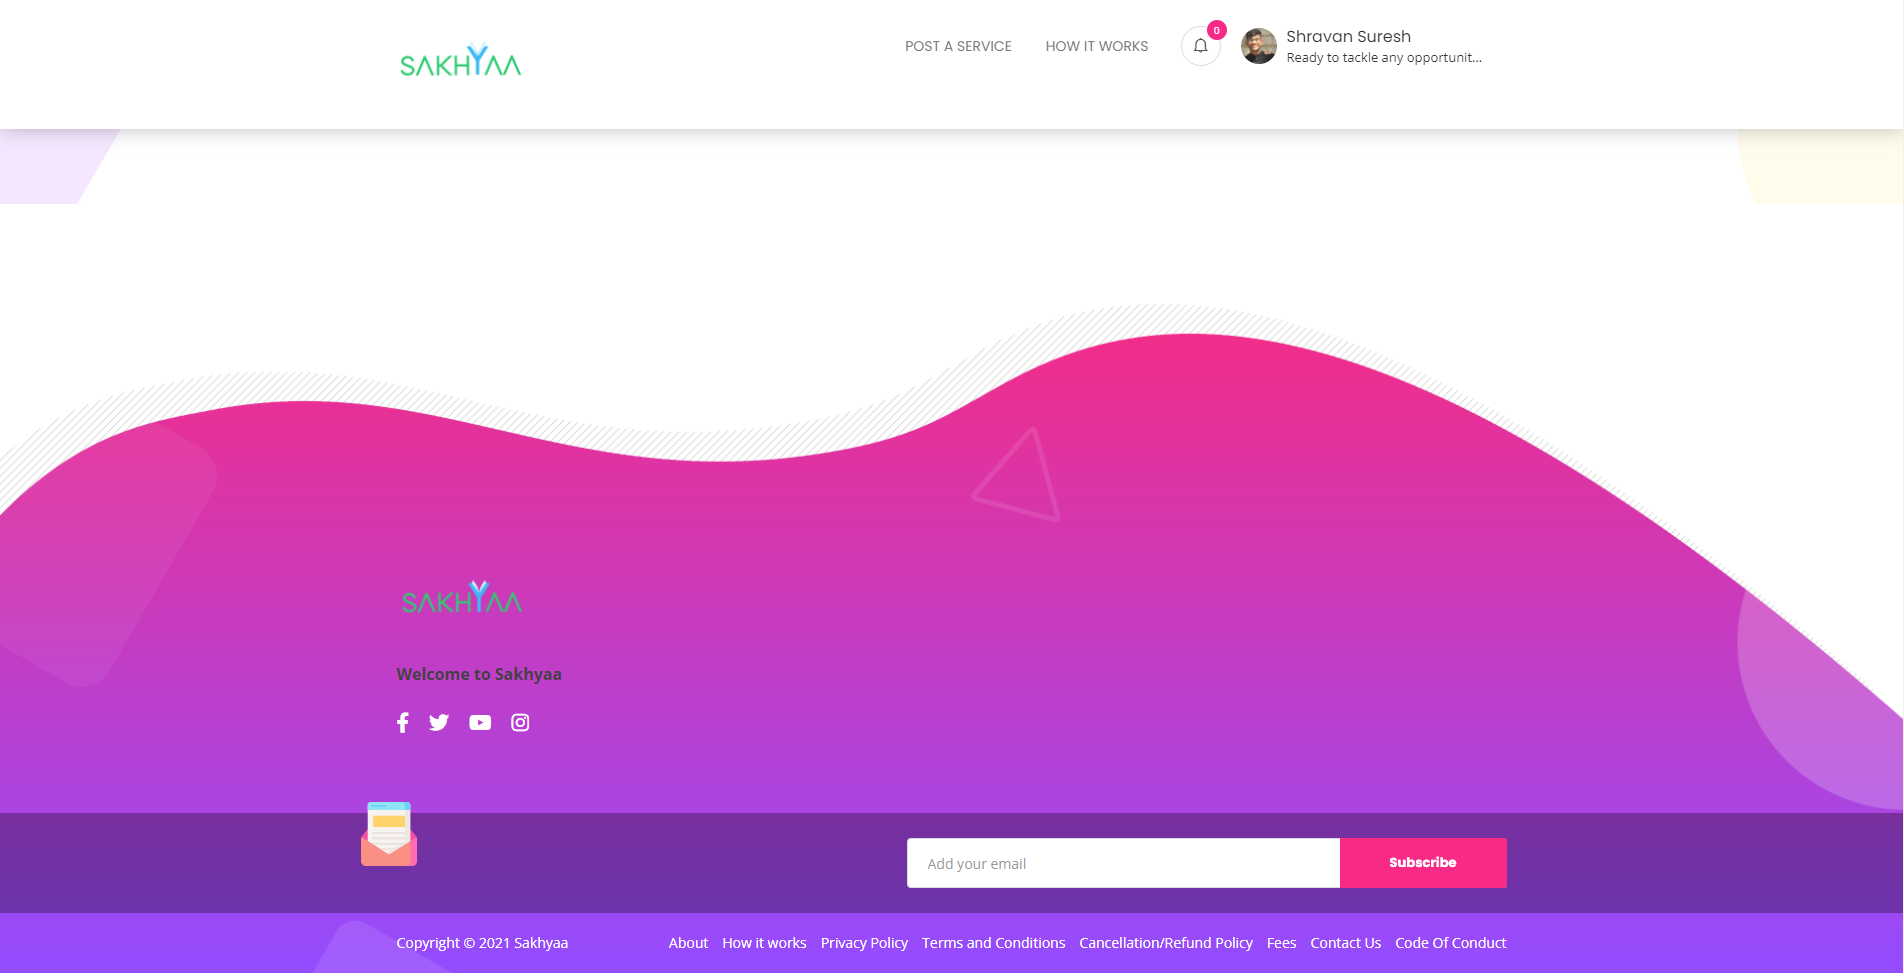 SAKHYAA
POST A SERVICE
HOW IT WORKS
0
Shravan Suresh
Ready to tackle any opportunit...
SAKHYAA
Welcome to Sakhyaa
Add your email
Subscribe
Copyright © 2021 Sakhyaa
About How it works Privacy Policy Terms and Conditions Cancellation/Refund Policy Fees Contact Us Code Of Conduct